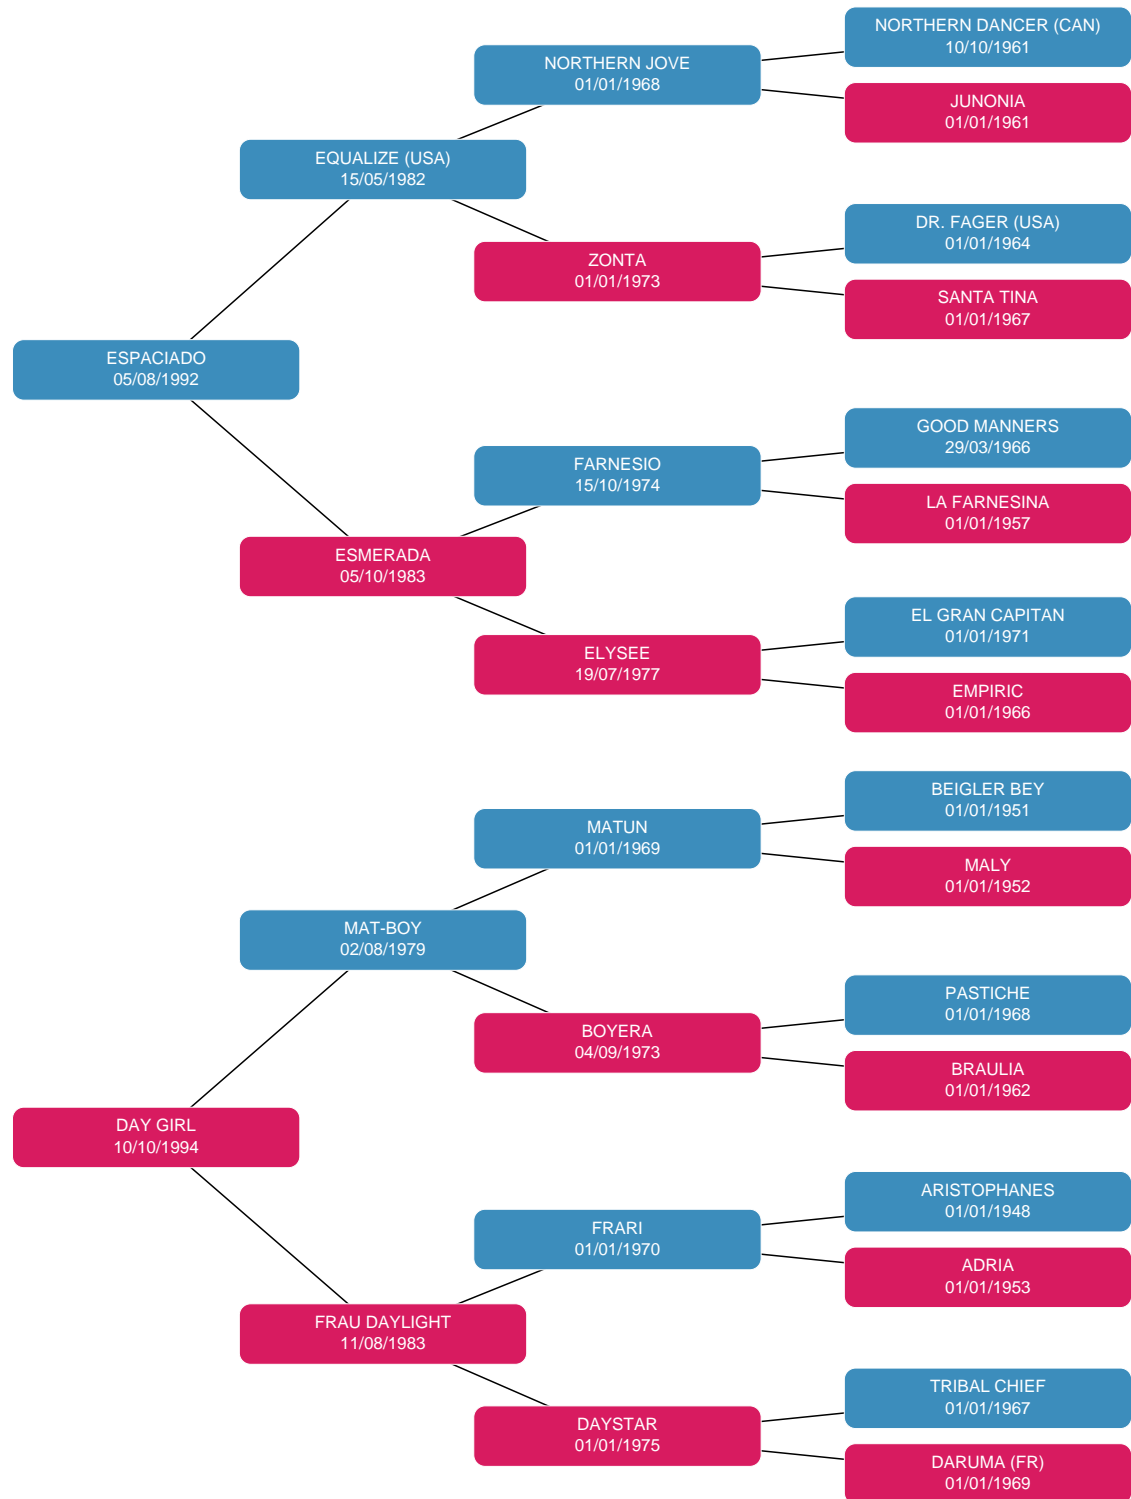 NORTHERN DANCER (CAN)
10/10/1961
NORTHERN JOVE
01/01/1968
JUNONIA
01/01/1961
EQUALIZE (USA)
15/05/1982
DR. FAGER (USA)
01/01/1964
ZONTA
01/01/1973
SANTA TINA
01/01/1967
ESPACIADO
05/08/1992
GOOD MANNERS
29/03/1966
FARNESIO
15/10/1974
LA FARNESINA
01/01/1957
ESMERADA
05/10/1983
EL GRAN CAPITAN
01/01/1971
ELYSEE
19/07/1977
EMPIRIC
01/01/1966
BEIGLER BEY
01/01/1951
MATUN
01/01/1969
MALY
01/01/1952
MAT-BOY
02/08/1979
PASTICHE
01/01/1968
BOYERA
04/09/1973
BRAULIA
01/01/1962
DAY GIRL
10/10/1994
ARISTOPHANES
01/01/1948
FRARI
01/01/1970
ADRIA
01/01/1953
FRAU DAYLIGHT
11/08/1983
TRIBAL CHIEF
01/01/1967
DAYSTAR
01/01/1975
DARUMA (FR)
01/01/1969